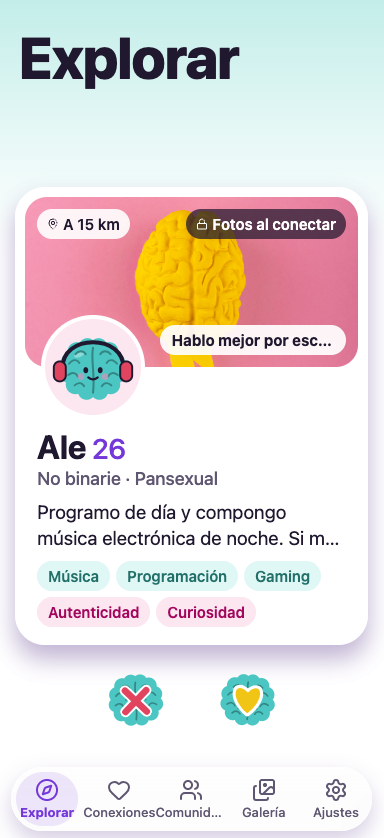 Explorar
A 15 km
Fotos al conectar
Hablo mejor por esc...
Ale 26
No binarie · Pansexual
Programo de día y compongo
música electrónica de noche. Si m...
Música
Programación
Gaming
Autenticidad
Curiosidad
Explorar
Conexiones
Comunid...
Galería
Ajustes